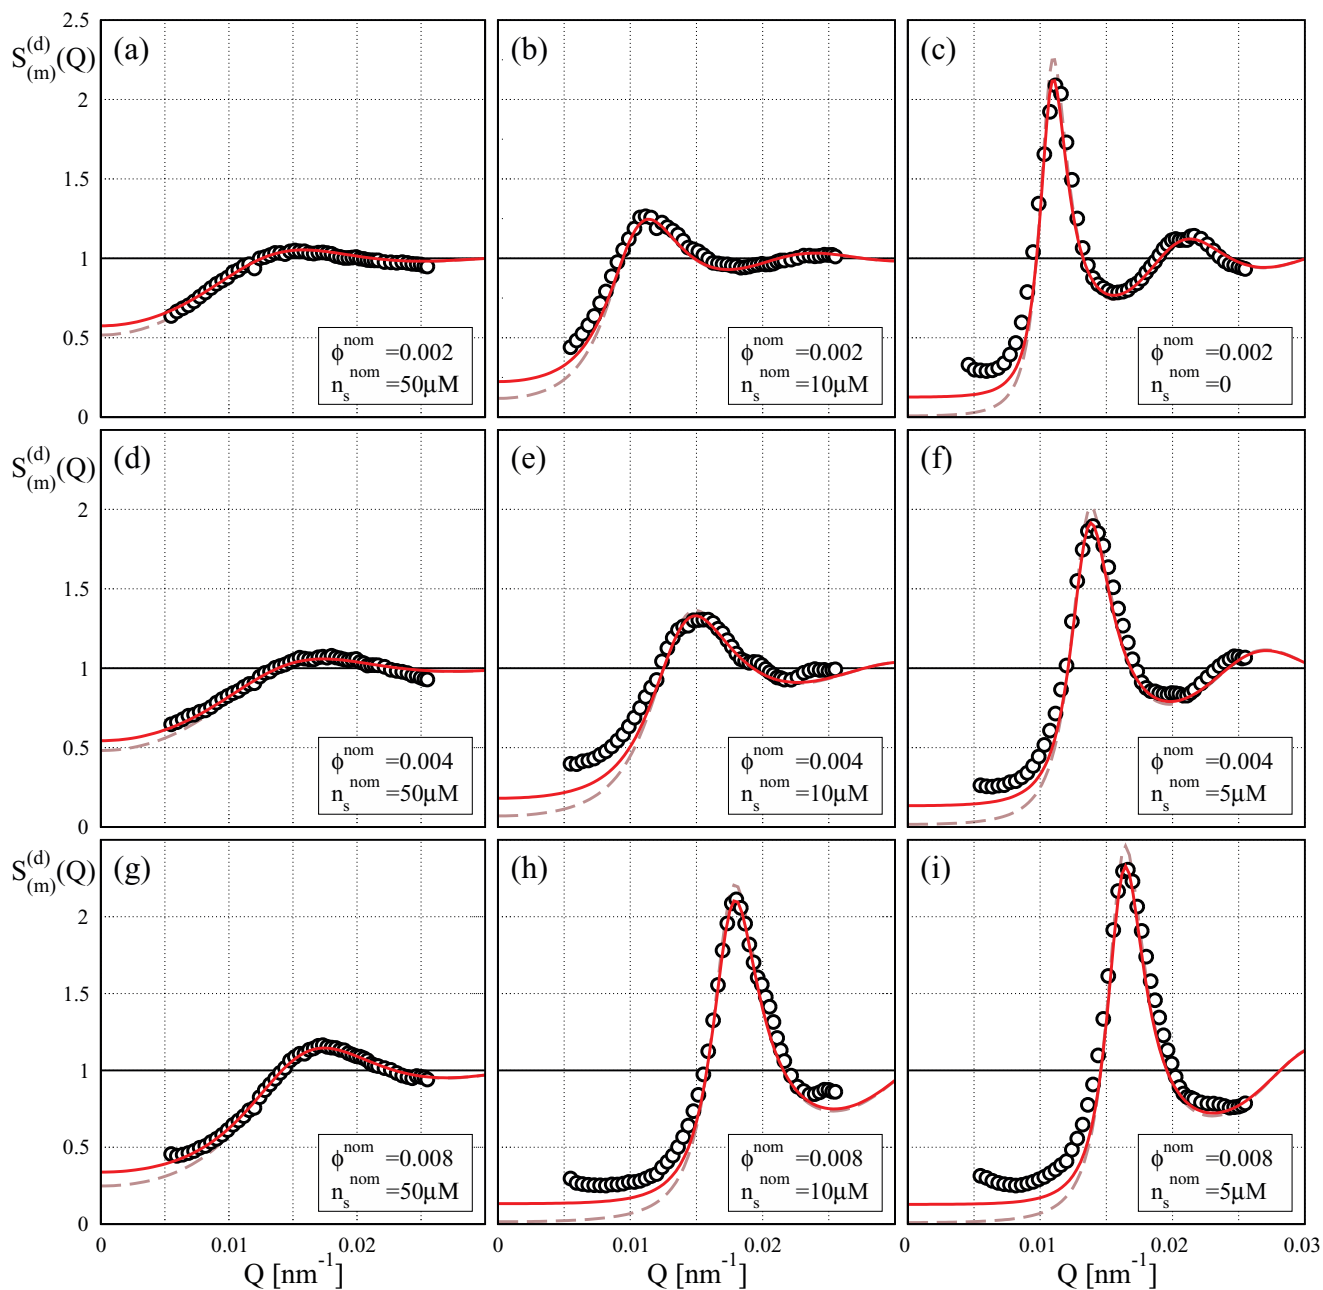 2.5
S(m)(d)(Q)
2
1.5
1
0.5
0
(a)
ϕnom =0.002
nsnom =50μM
(b)
ϕnom =0.002
nsnom =10μM
(c)
ϕnom =0.002
nsnom =0
S(m)(d)(Q)
2
1.5
1
0.5
0
(d)
ϕnom =0.004
nsnom =50μM
(e)
ϕnom =0.004
nsnom =10μM
(f)
ϕnom =0.004
nsnom =5μM
S(m)(d)(Q)
2
1.5
1
0.5
0
(g)
ϕnom =0.008
nsnom =50μM
(h)
ϕnom =0.008
nsnom =10μM
(i)
ϕnom =0.008
nsnom =5μM
0 0.01 0.02
0.01 0.02
0 0.01 0.02 0.03
Q [nm-1]
Q [nm-1]
Q [nm-1]